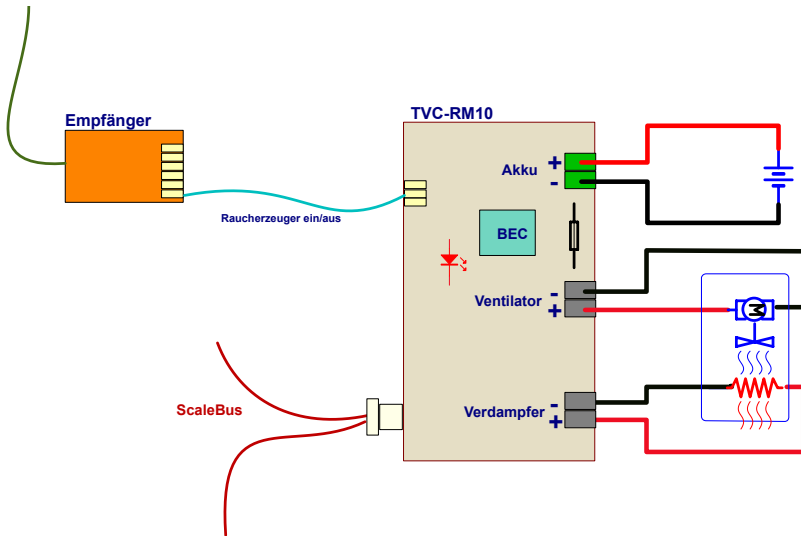 TVC-RM10
Empfänger
+
Akku
-
Raucherzeuger ein/aus
BEC
-
Ventilator
+
M
-
ScaleBus
Verdampfer
+